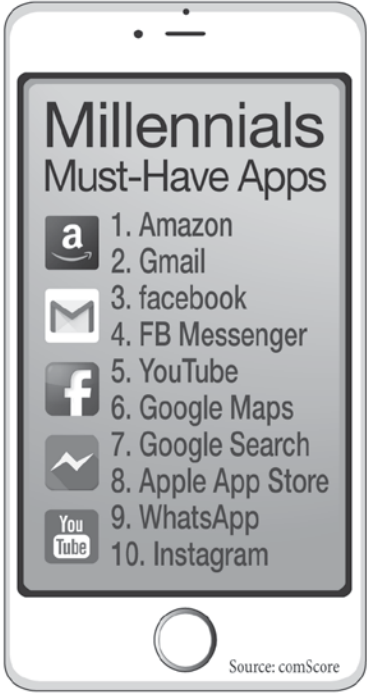 Millennials
Must-Have Apps
a
1. Amazon
2. Gmail
3. facebook
4. FB Messenger
f
5. YouTube
6. Google Maps
7. Google Search
8. Apple App Store
You
Tube
9. WhatsApp
10. Instagram
Source: comScore